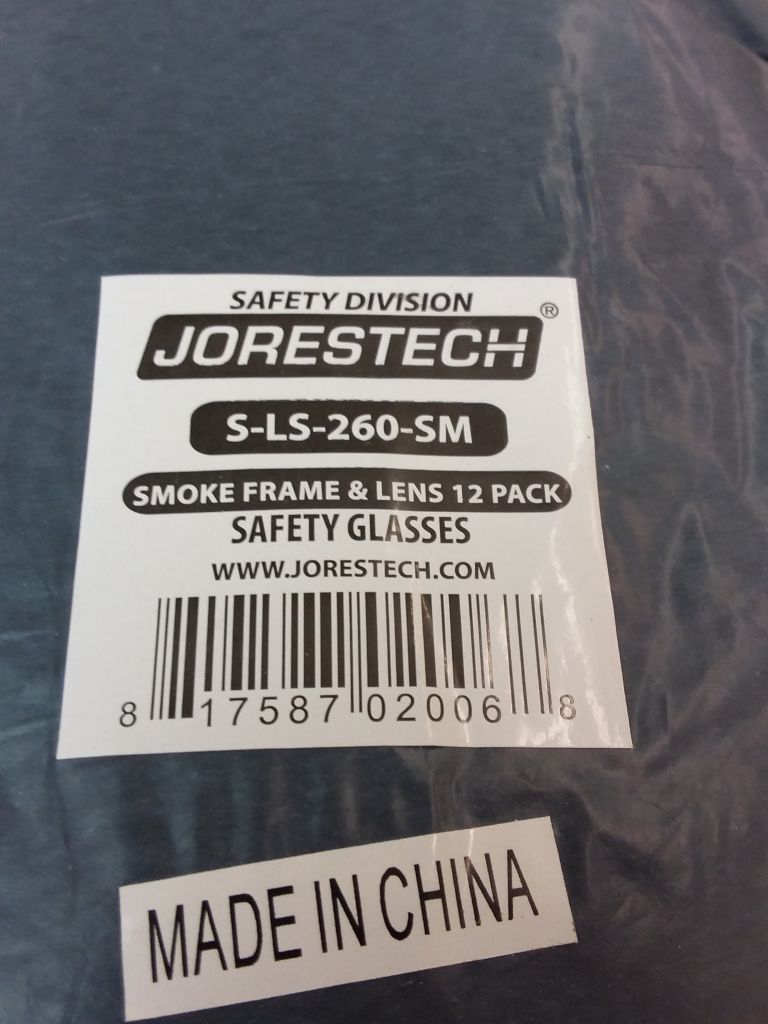 SAFETY DIVISION
JORESTECH®
S-LS-260-SM
SMOKE FRAME & LENS 12 PACK
SAFETY GLASSES
WWW.JORESTECH.COM
8 17587 02006 8
MADE IN CHINA